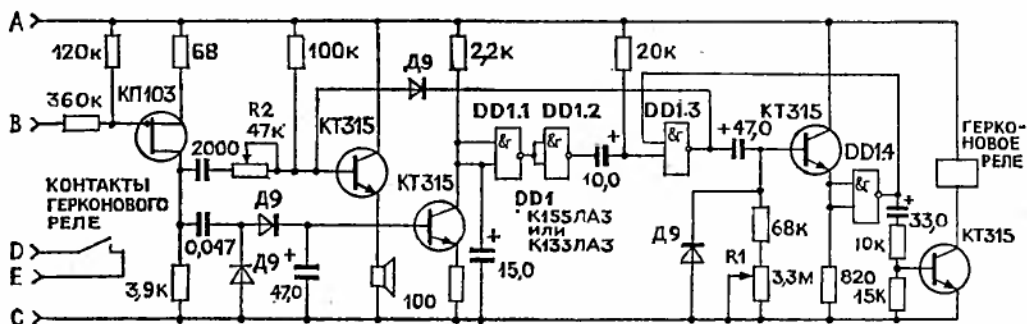 A
120к
68
100к
2,2к
20к
Д9
КП103
360к
B
R2
47к
КТ315
DD1.1
DD1.2
DD1.3
+47,0
КТ315
ГЕРКО-
НОВОЕ
РЕЛЕ
2000
&г
&г
&г
DD1.4
&г
КТ315
+
10,0
КОНТАКТЫ
ГЕРКОНОВОГО
РЕЛЕ
Д9
DD1
К155ЛА3
ИЛИ
К133ЛА3
+
33,0
КТ315
0,047
D
E
Д9
+
47,0
+
15,0
Д9
68к
10к
R1
3,9к
100
3,3М
820
15К
C